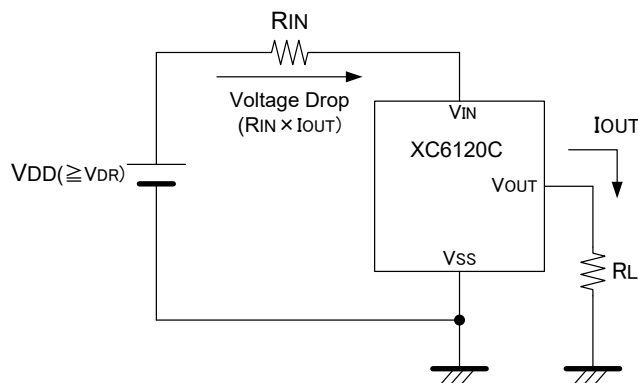 RIN
Voltage Drop
(RIN×IOUT)
VIN
IOUT
XC6120C
VDD(≧VDR)
VOUT
VSS
RL